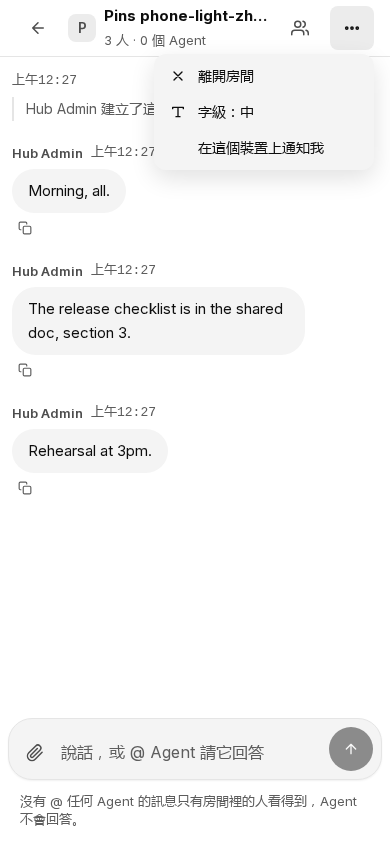 P
Pins phone-light-zh…
3 人 · 0 個 Agent
離開房間
字級：中
在這個裝置上通知我
上午12:27
Hub Admin 建立了這
Hub Admin 上午12:27
Morning, all.
Hub Admin 上午12:27
The release checklist is in the shared
doc, section 3.
Hub Admin 上午12:27
Rehearsal at 3pm.
說話，或 @ Agent 請它回答
沒有 @ 任何 Agent 的訊息只有房間裡的人看得到，Agent
不會回答。